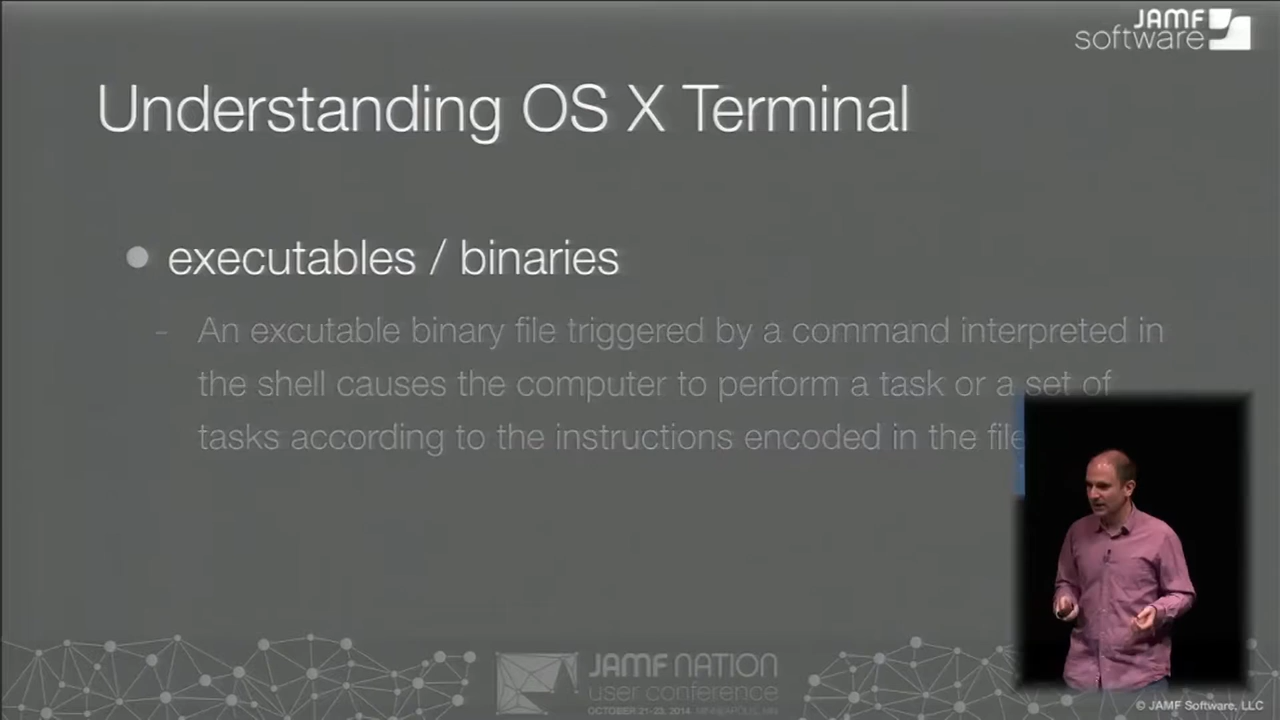 JAMF
software
Understanding OS X Terminal
executables / binaries
- An excutable binary file triggered by a command interpreted in
the shell causes the computer to perform a task or a set of
tasks according to the instructions encoded in the file
JAMF NATION
user conference
OCTOBER 21-23, 2014 MINNEAPOLIS, MN
© JAMF Software, LLC